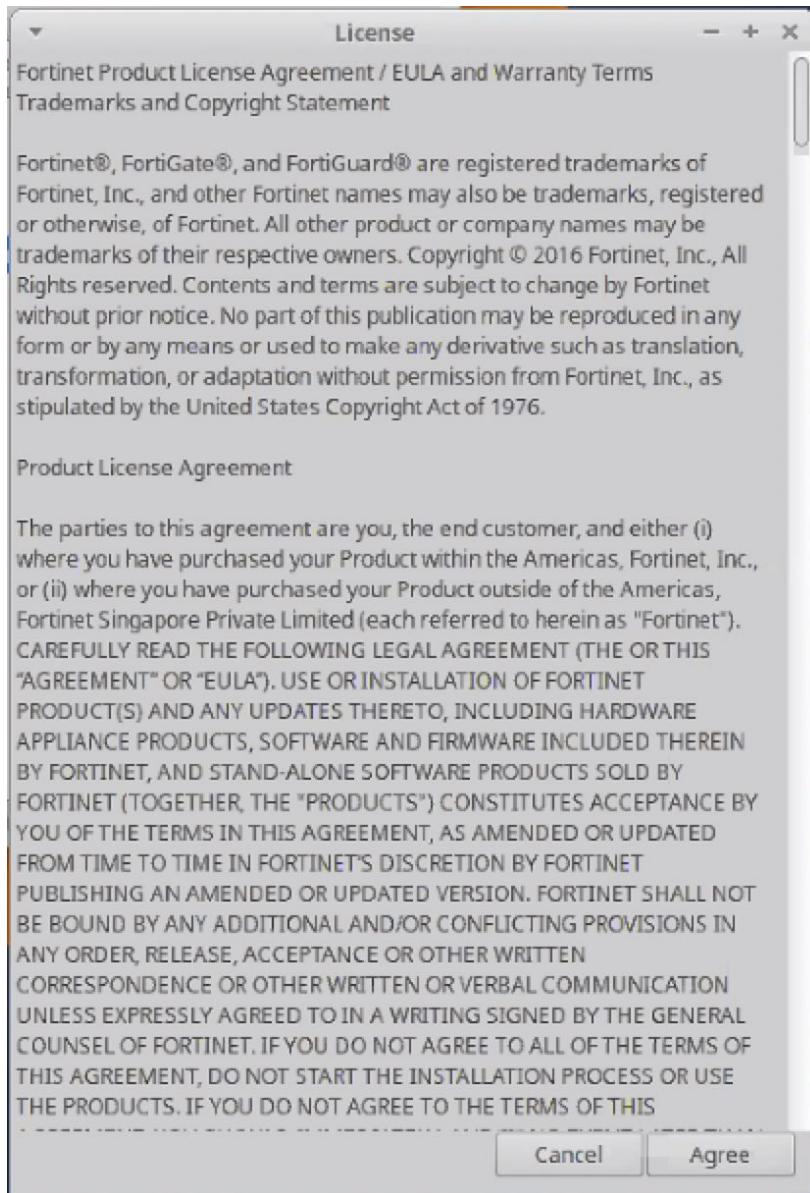 License
Fortinet Product License Agreement / EULA and Warranty Terms
Trademarks and Copyright Statement
Fortinet®, FortiGate®, and FortiGuard® are registered trademarks of
Fortinet, Inc., and other Fortinet names may also be trademarks, registered
or otherwise, of Fortinet. All other product or company names may be
trademarks of their respective owners. Copyright © 2016 Fortinet, Inc., All
Rights reserved. Contents and terms are subject to change by Fortinet
without prior notice. No part of this publication may be reproduced in any
form or by any means or used to make any derivative such as translation,
transformation, or adaptation without permission from Fortinet, Inc., as
stipulated by the United States Copyright Act of 1976.
Product License Agreement
The parties to this agreement are you, the end customer, and either (i)
where you have purchased your Product within the Americas, Fortinet, Inc.,
or (ii) where you have purchased your Product outside of the Americas,
Fortinet Singapore Private Limited (each referred to herein as "Fortinet").
CAREFULLY READ THE FOLLOWING LEGAL AGREEMENT (THE OR THIS
“AGREEMENT” OR “EULA”). USE OR INSTALLATION OF FORTINET
PRODUCT(S) AND ANY UPDATES THERETO, INCLUDING HARDWARE
APPLIANCE PRODUCTS, SOFTWARE AND FIRMWARE INCLUDED THEREIN
BY FORTINET, AND STAND-ALONE SOFTWARE PRODUCTS SOLD BY
FORTINET (TOGETHER, THE "PRODUCTS") CONSTITUTES ACCEPTANCE BY
YOU OF THE TERMS IN THIS AGREEMENT, AS AMENDED OR UPDATED
FROM TIME TO TIME IN FORTINET'S DISCRETION BY FORTINET
PUBLISHING AN AMENDED OR UPDATED VERSION. FORTINET SHALL NOT
BE BOUND BY ANY ADDITIONAL AND/OR CONFLICTING PROVISIONS IN
ANY ORDER, RELEASE, ACCEPTANCE OR OTHER WRITTEN
CORRESPONDENCE OR OTHER WRITTEN OR VERBAL COMMUNICATION
UNLESS EXPRESSLY AGREED TO IN A WRITING SIGNED BY THE GENERAL
COUNSEL OF FORTINET. IF YOU DO NOT AGREE TO ALL OF THE TERMS OF
THIS AGREEMENT, DO NOT START THE INSTALLATION PROCESS OR USE
THE PRODUCTS. IF YOU DO NOT AGREE TO THE TERMS OF THIS
Cancel Agree